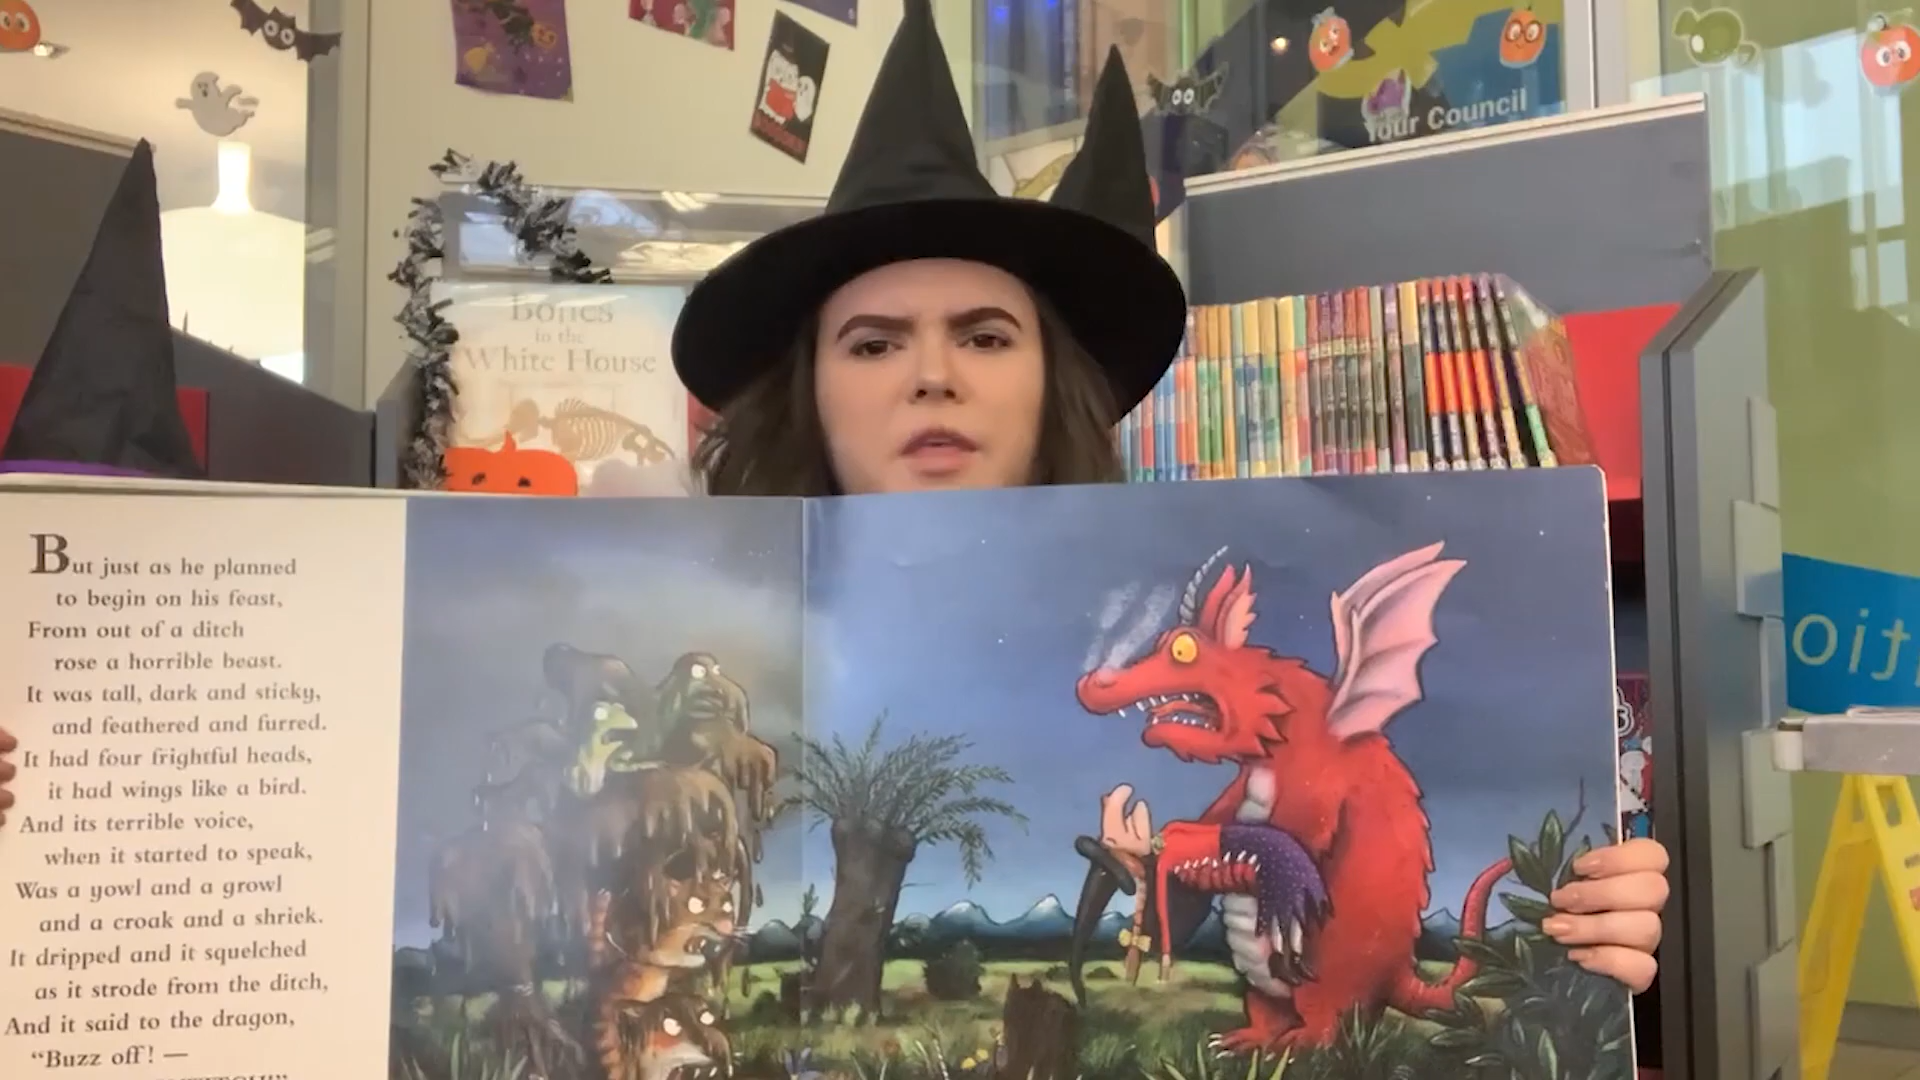 Your Council
Bones
in the
White House
But just as he planned
to begin on his feast,
From out of a ditch
rose a horrible beast.
It was tall, dark and sticky,
and feathered and furred.
It had four frightful heads,
it had wings like a bird.
And its terrible voice,
when it started to speak,
Was a yowl and a growl
and a croak and a shriek.
It dripped and it squelched
as it strode from the ditch,
And it said to the dragon,
“Buzz off! —